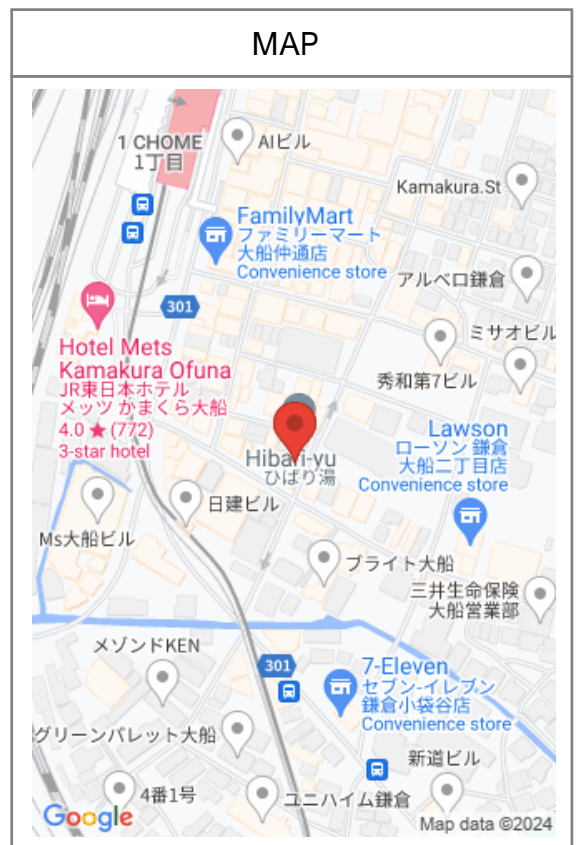 MAP
1 CHOME
1丁目
AIビル
Kamakura.St
FamilyMart
ファミリーマート
大船仲通店
Convenience store
アルベロ鎌倉
301
ミサオビル
Hotel Mets
Kamakura Ofuna
JR東日本ホテル
メッツ かまくら大船
4.0 ★ (772)
3-star hotel
秀和第7ビル
Lawson
ローソン 鎌倉
大船二丁目店
Convenience store
Hibari-yu
ひばり湯
日建ビル
Ms大船ビル
ブライト大船
三井生命保険
大船営業部
メゾンドKEN
301
7-Eleven
セブン-イレブン
鎌倉小袋谷店
Convenience store
グリーンパレット大船
新道ビル
4番1号
ユニハイム鎌倉
Google
Map data ©2024